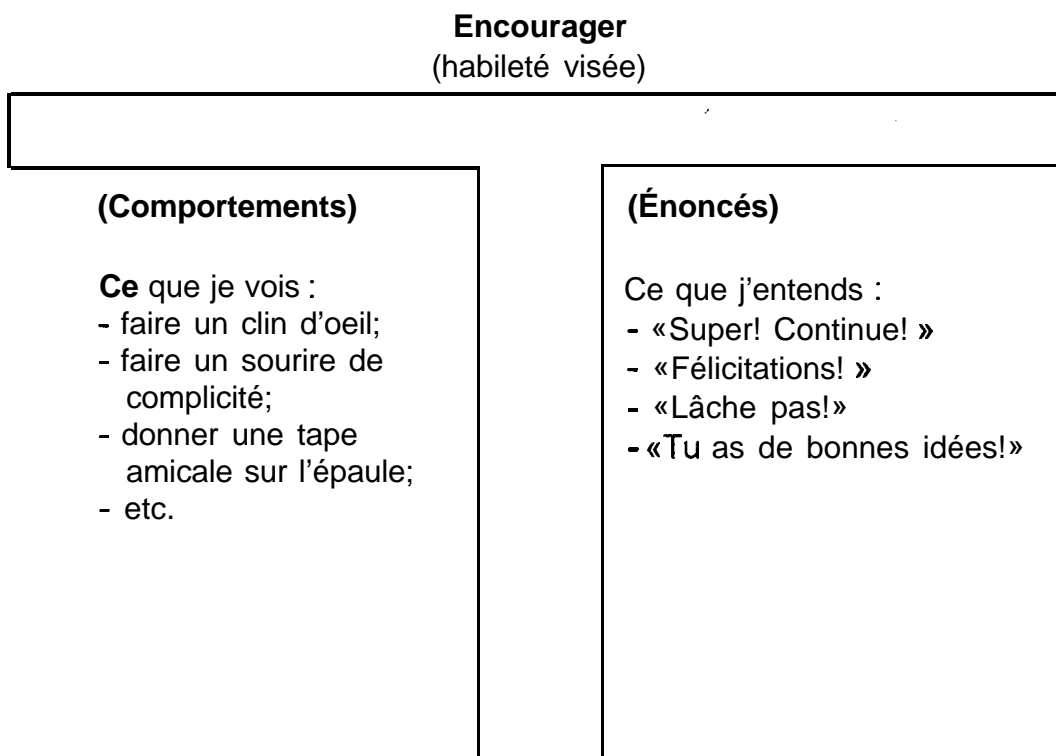 Encourager
(habileté visée)
(Comportements)
Ce que je vois :
- faire un clin d'oeil;
- faire un sourire de
complicité;
- donner une tape
amicale sur l'épaule;
- etc.
(Énoncés)
Ce que j'entends :
- «Super! Continue! »
- «Félicitations! »
- «Lâche pas!»
- «Tu as de bonnes idées!»